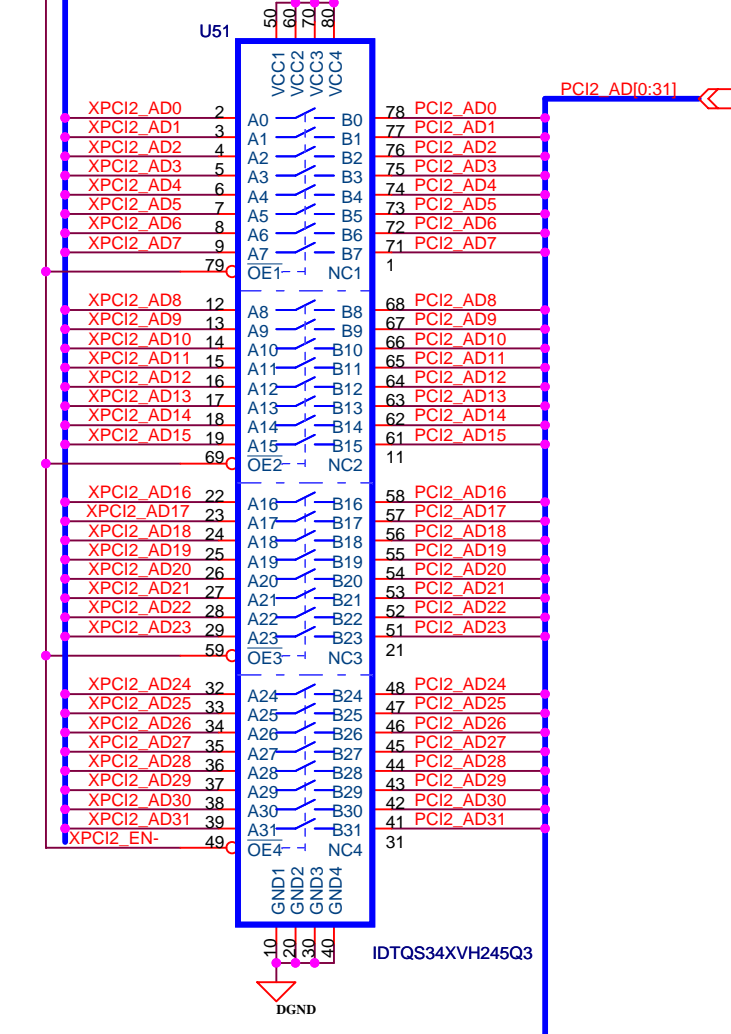 50 60 70 80
U51
VCC1 VCC2 VCC3 VCC4
PCI2_AD[0:31]
XPCI2_AD0 2 A0 B0 78 PCI2_AD0
XPCI2_AD1 3 A1 B1 77 PCI2_AD1
XPCI2_AD2 4 A2 B2 76 PCI2_AD2
XPCI2_AD3 5 A3 B3 75 PCI2_AD3
XPCI2_AD4 6 A4 B4 74 PCI2_AD4
XPCI2_AD5 7 A5 B5 73 PCI2_AD5
XPCI2_AD6 8 A6 B6 72 PCI2_AD6
XPCI2_AD7 9 A7 B7 71 PCI2_AD7
79 OE1 NC1 1
XPCI2_AD8 12 A8 B8 68 PCI2_AD8
XPCI2_AD9 13 A9 B9 67 PCI2_AD9
XPCI2_AD10 14 A10 B10 66 PCI2_AD10
XPCI2_AD11 15 A11 B11 65 PCI2_AD11
XPCI2_AD12 16 A12 B12 64 PCI2_AD12
XPCI2_AD13 17 A13 B13 63 PCI2_AD13
XPCI2_AD14 18 A14 B14 62 PCI2_AD14
XPCI2_AD15 19 A15 B15 61 PCI2_AD15
69 OE2 NC2 11
XPCI2_AD16 22 A16 B16 58 PCI2_AD16
XPCI2_AD17 23 A17 B17 57 PCI2_AD17
XPCI2_AD18 24 A18 B18 56 PCI2_AD18
XPCI2_AD19 25 A19 B19 55 PCI2_AD19
XPCI2_AD20 26 A20 B20 54 PCI2_AD20
XPCI2_AD21 27 A21 B21 53 PCI2_AD21
XPCI2_AD22 28 A22 B22 52 PCI2_AD22
XPCI2_AD23 29 A23 B23 51 PCI2_AD23
59 OE3 NC3 21
XPCI2_AD24 32 A24 B24 48 PCI2_AD24
XPCI2_AD25 33 A25 B25 47 PCI2_AD25
XPCI2_AD26 34 A26 B26 46 PCI2_AD26
XPCI2_AD27 35 A27 B27 45 PCI2_AD27
XPCI2_AD28 36 A28 B28 44 PCI2_AD28
XPCI2_AD29 37 A29 B29 43 PCI2_AD29
XPCI2_AD30 38 A30 B30 42 PCI2_AD30
XPCI2_AD31 39 A31 B31 41 PCI2_AD31
XPCI2_EN- 49 OE4 NC4 31
GND1 GND2 GND3 GND4
10 20 30 40
IDTQS34XVH245Q3
DGND